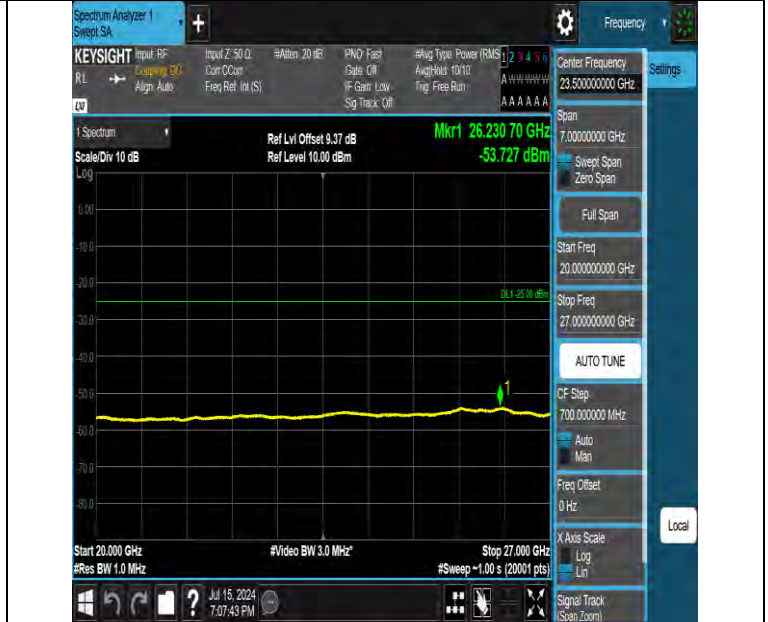 Spectrum Analyzer 1
Swept SA
+
Frequency
KEYSIGHT
RL
LXI
Input: RF
Coupling: DC
Align: Auto
Input Z: 50 Ω
Corr CCorr
Freq Ref: Int (S)
#Atten: 20 dB
PNO: Fast
Gate: Off
IF Gain: Low
Sig Track: Off
#Avg Type: Power (RMS
Avg|Hold: 10/10
Trig: Free Run
1 2 3 4 5 6
A W W W W W
A A A A A A
Settings
1 Spectrum
Scale/Div 10 dB
Ref Lvl Offset 9.37 dB
Ref Level 10.00 dBm
Mkr1 26.230 70 GHz
-53.727 dBm
Log
0.00
-10.0
-20.0
-30.0
-40.0
-50.0
-60.0
-70.0
-80.0
DL1 -25.00 dBm
1
Start 20.000 GHz
#Res BW 1.0 MHz
#Video BW 3.0 MHz*
Stop 27.000 GHz
#Sweep ~1.00 s (20001 pts)
Center Frequency
23.500000000 GHz
Span
7.00000000 GHz
Swept Span
Zero Span
Full Span
Start Freq
20.000000000 GHz
Stop Freq
27.000000000 GHz
AUTO TUNE
CF Step
700.000000 MHz
Auto
Man
Freq Offset
0 Hz
X Axis Scale
Log
Lin
Signal Track
(Span Zoom)
Local
?
Jul 15, 2024
7:07:43 PM